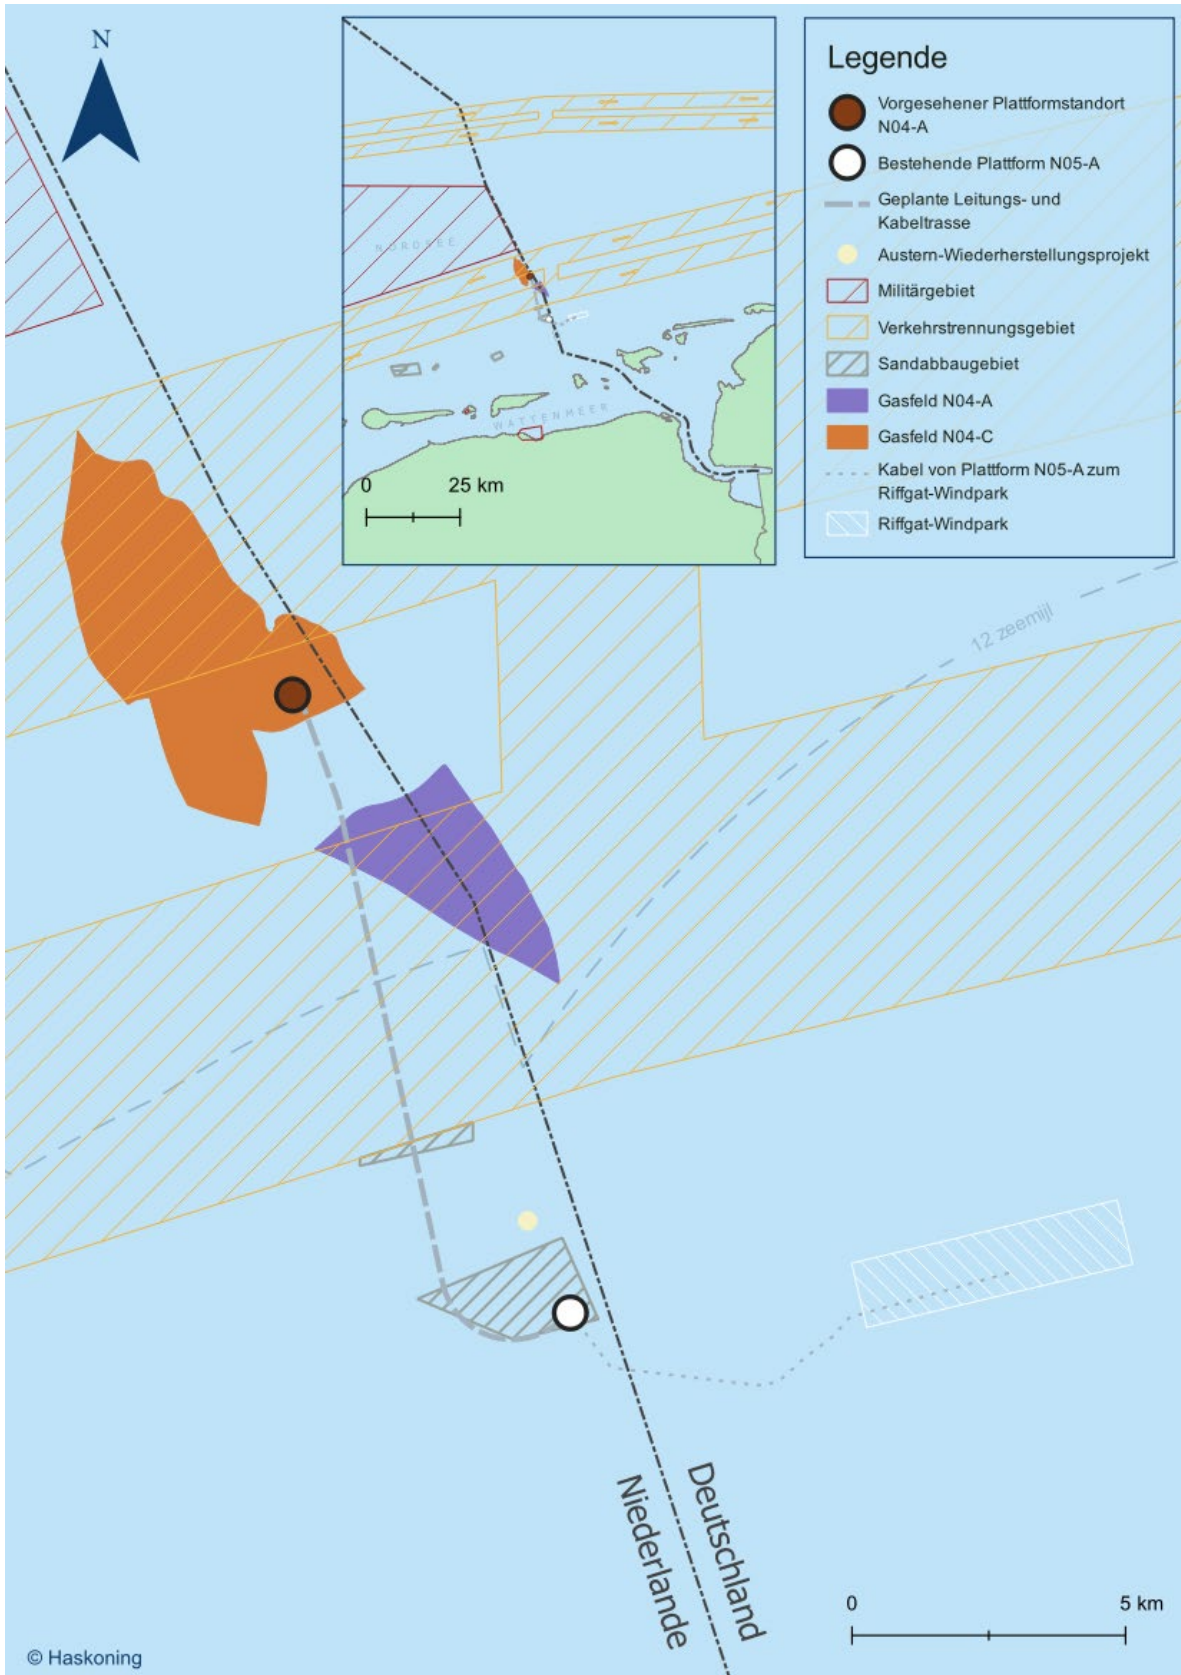 N
NORDSEE
WATTENMEER
0
25 km
Legende
Vorgesehener Plattformstandort
N04-A
Bestehende Plattform N05-A
Geplante Leitungs- und
Kabeltrasse
Austern-Wiederherstellungsprojekt
Militärgebiet
Verkehrstrennungsgebiet
Sandabbaugebiet
Gasfeld N04-A
Gasfeld N04-C
Kabel von Plattform N05-A zum
Riffgat-Windpark
Riffgat-Windpark
12 zeemijl
Niederlande
Deutschland
0
5 km
© Haskoning